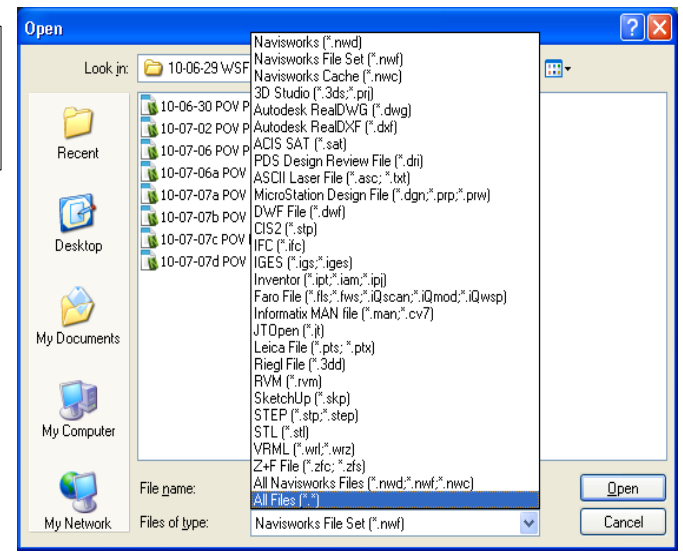 Open
Look in:
10-06-29 WSF
10-06-30 POV P
10-07-02 POV P
10-07-06 POV P
10-07-06a POV
10-07-07a POV
10-07-07b POV
10-07-07c POV
10-07-07d POV
Recent
Desktop
My Documents
My Computer
My Network
Navisworks (*.nwd)
Navisworks File Set (*.nwf)
Navisworks Cache (*.nwc)
3D Studio (*.3ds;*.prj)
Autodesk RealDWG (*.dwg)
Autodesk RealDXF (*.dxf)
ACIS SAT (*.sat)
PDS Design Review File (*.dri)
ASCII Laser File (*.asc; *.txt)
MicroStation Design File (*.dgn;*.prp;*.prw)
DWF File (*.dwf)
CIS2 (*.stp)
IFC (*.ifc)
IGES (*.igs;*.iges)
Inventor (*.ipt;*.iam;*.ipj)
Faro File (*.fls;*.fws;*.iQscan;*.iQmod;*.iQwsp)
Informatix MAN file (*.man;*.cv7)
JTOpen (*.jt)
Leica File (*.pts; *.ptx)
Riegl File (*.3dd)
RVM (*.rvm)
SketchUp (*.skp)
STEP (*.stp;*.step)
STL (*.stl)
VRML (*.wrl;*.wrz)
Z+F File (*.zfc; *.zfs)
All Navisworks Files (*.nwd;*.nwf;*.nwc)
All Files (*.*)
File name:
Open
Files of type:
Navisworks File Set (*.nwf)
Cancel